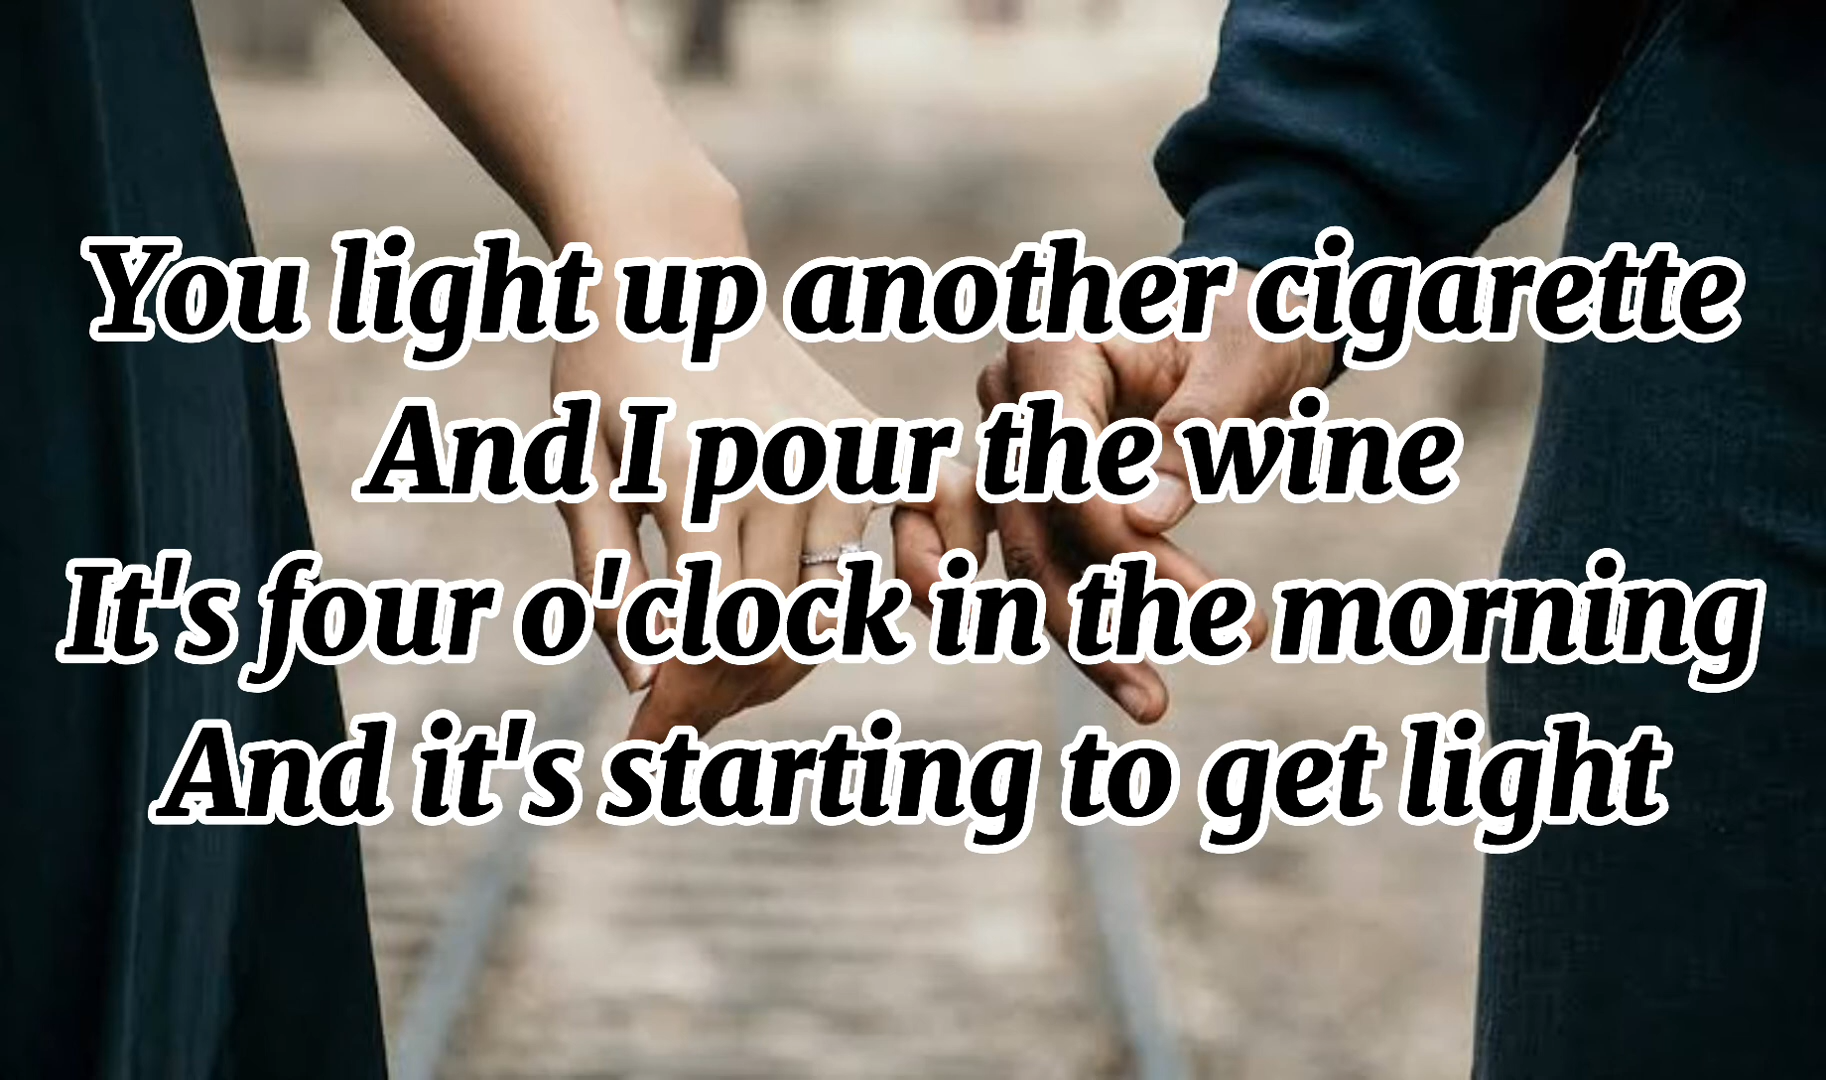 You light up another cigarette
And I pour the wine
It's four o'clock in the morning
And it's starting to get light